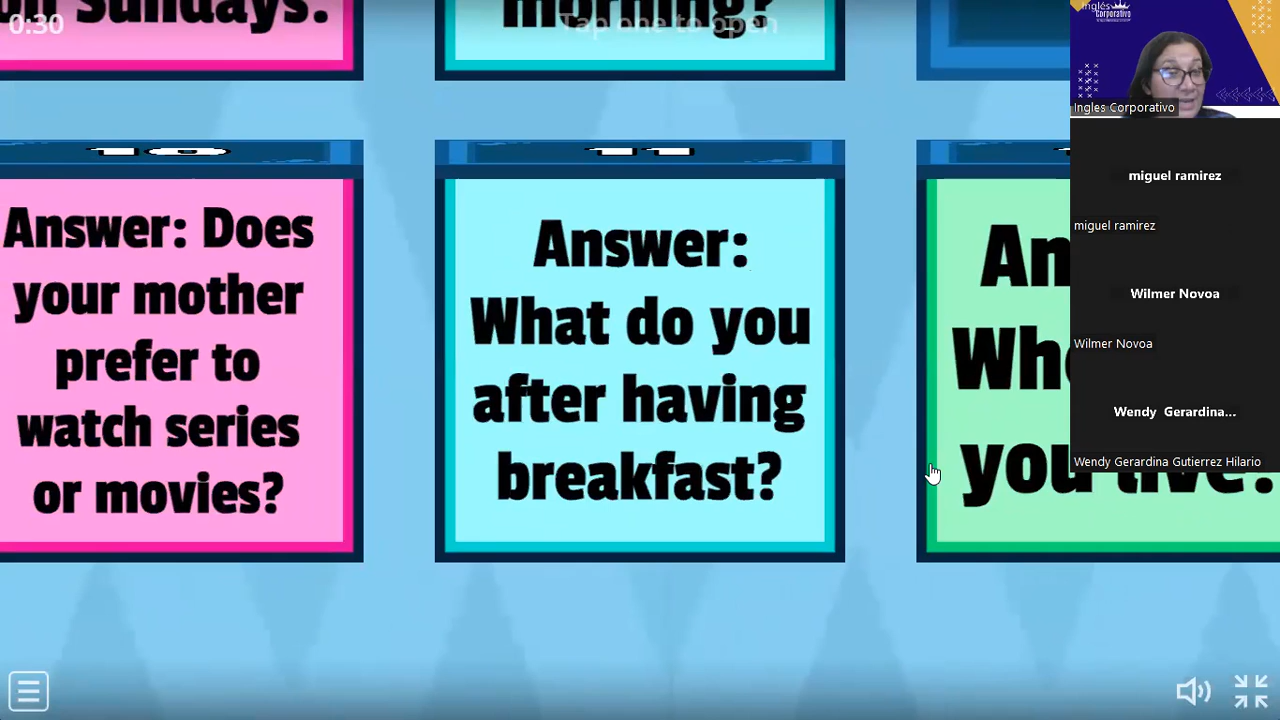 on Sundays.
morning?
0:30
Tap one to open
Inglés
corporativo
Ingles Corporativo
10
11
Answer: Does
your mother
prefer to
watch series
or movies?
Answer:
What do you
after having
breakfast?
you live?
miguel ramirez
miguel ramirez
Wilmer Novoa
Wilmer Novoa
Wendy Gerardina...
Wendy Gerardina Gutierrez Hilario